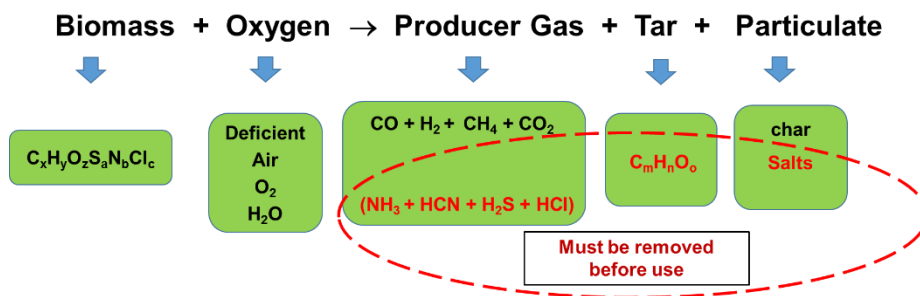 Biomass + Oxygen → Producer Gas + Tar + Particulate
CₓHᵧO_zSₐN_bCl_c
Deficient
Air
O₂
H₂O
CO + H₂ + CH₄ + CO₂
(NH₃ + HCN + H₂S + HCl)
CₘHₙOₒ
char
Salts
Must be removed
before use